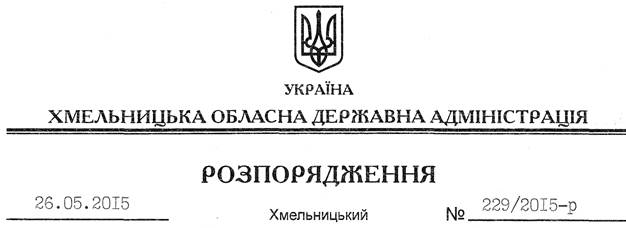 УКРАЇНА
ХМЕЛЬНИЦЬКА ОБЛАСНА ДЕРЖАВНА АДМІНІСТРАЦІЯ
РОЗПОРЯДЖЕННЯ
26.05.2015 Хмельницький № 229/2015-р